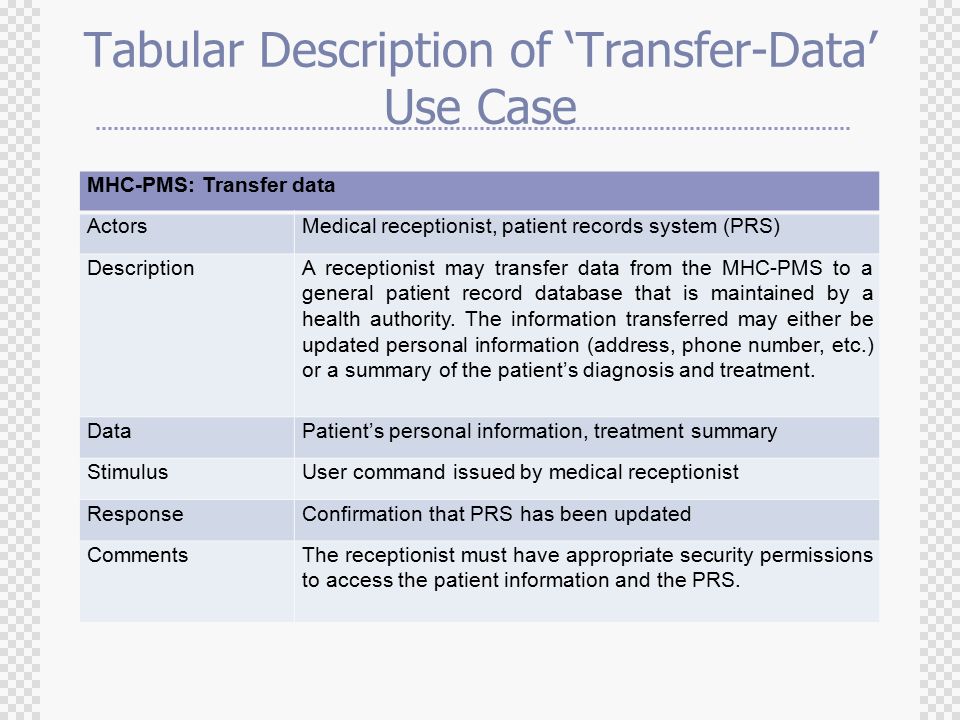 Tabular Description of ‘Transfer-Data’
Use Case
MHC-PMS: Transfer data
Actors
Medical receptionist, patient records system (PRS)
Description
A receptionist may transfer data from the MHC-PMS to a
general patient record database that is maintained by a
health authority. The information transferred may either be
updated personal information (address, phone number, etc.)
or a summary of the patient’s diagnosis and treatment.
Data
Patient’s personal information, treatment summary
Stimulus
User command issued by medical receptionist
Response
Confirmation that PRS has been updated
Comments
The receptionist must have appropriate security permissions
to access the patient information and the PRS.